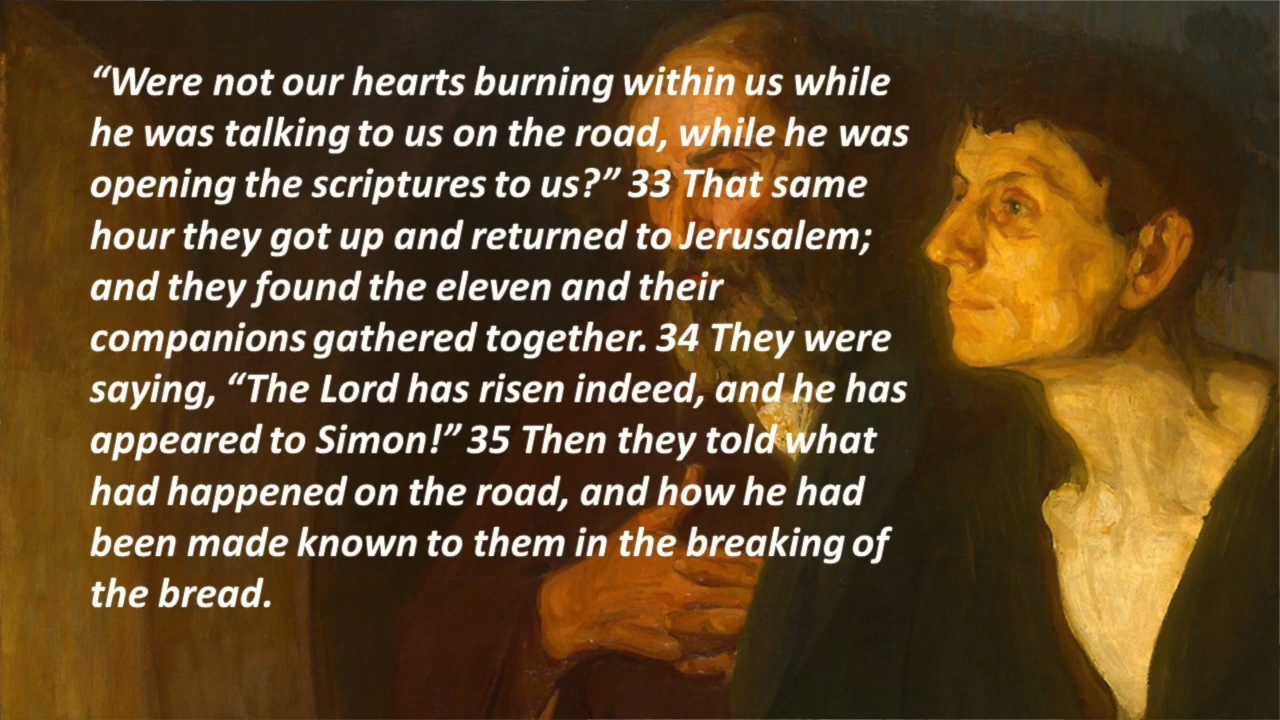 “Were not our hearts burning within us while
he was talking to us on the road, while he was
opening the scriptures to us?” 33 That same
hour they got up and returned to Jerusalem;
and they found the eleven and their
companions gathered together. 34 They were
saying, “The Lord has risen indeed, and he has
appeared to Simon!” 35 Then they told what
had happened on the road, and how he had
been made known to them in the breaking of
the bread.